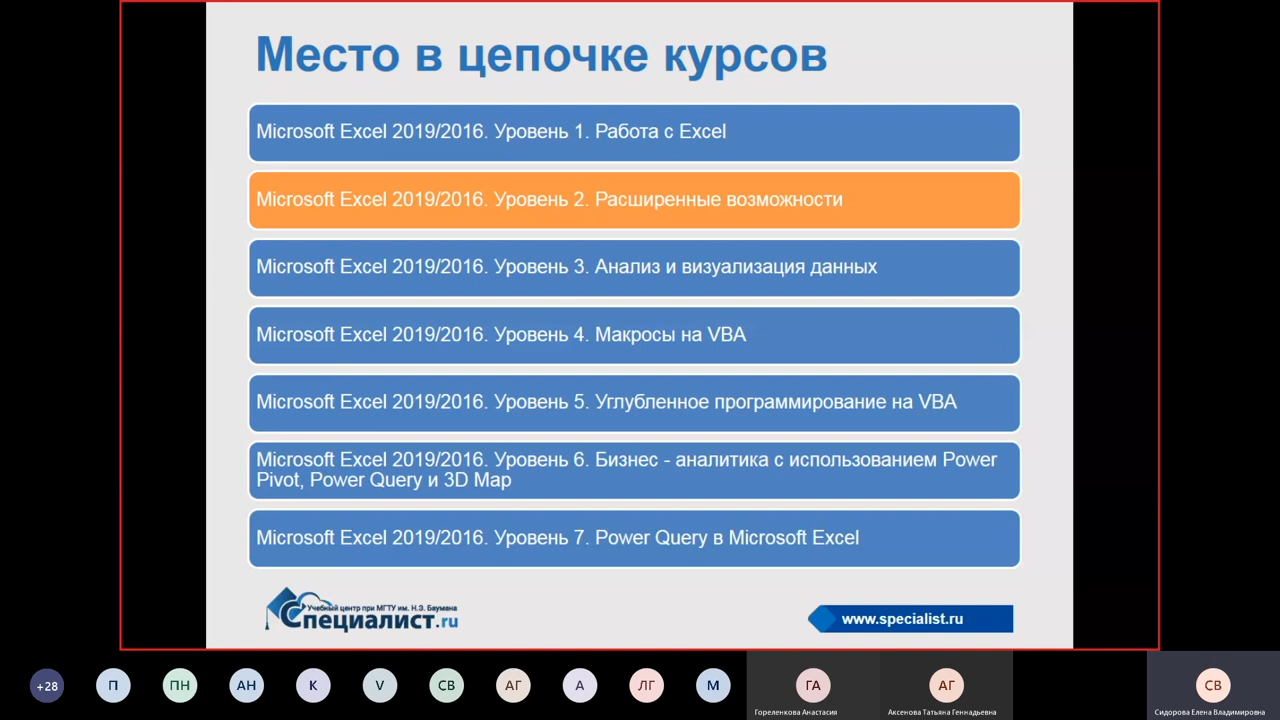 Место в цепочке курсов
Microsoft Excel 2019/2016. Уровень 1. Работа с Excel
Microsoft Excel 2019/2016. Уровень 2. Расширенные возможности
Microsoft Excel 2019/2016. Уровень 3. Анализ и визуализация данных
Microsoft Excel 2019/2016. Уровень 4. Макросы на VBA
Microsoft Excel 2019/2016. Уровень 5. Углубленное программирование на VBA
Microsoft Excel 2019/2016. Уровень 6. Бизнес - аналитика с использованием Power
Pivot, Power Query и 3D Map
Microsoft Excel 2019/2016. Уровень 7. Power Query в Microsoft Excel
Учебный центр при МГТУ им. Н.Э. Баумана
Специалист.ru
www.specialist.ru
+28 П ПН АН К V СВ АГ А ЛГ М ГА АГ СВ
Гореленкова Анастасия Аксенова Татьяна Геннадьевна Сидорова Елена Владимировна